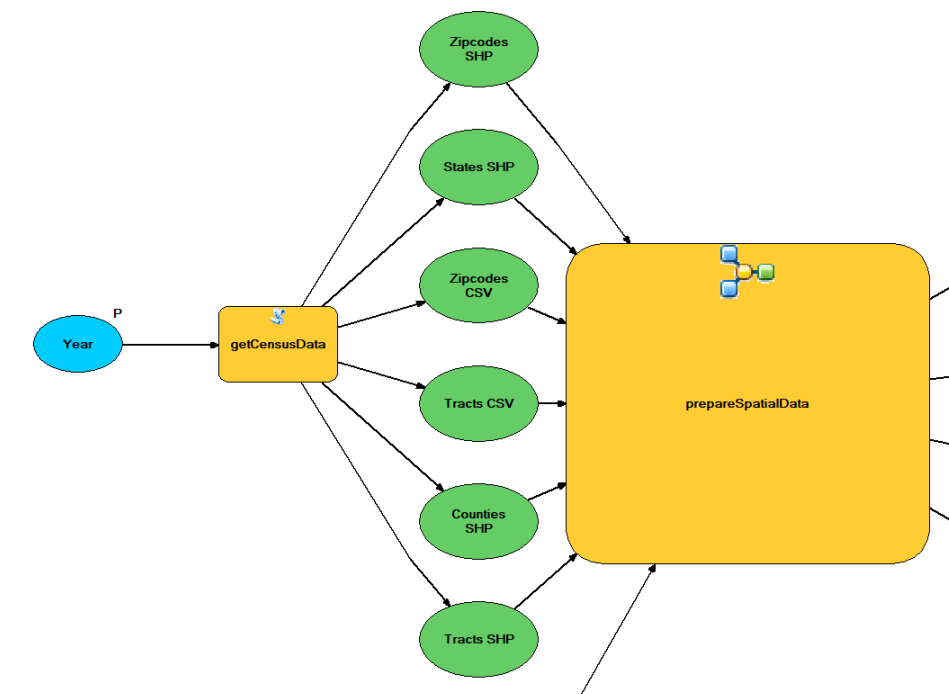 Zipcodes
SHP
States SHP
Zipcodes
CSV
P
Year
getCensusData
Tracts CSV
prepareSpatialData
Counties
SHP
Tracts SHP